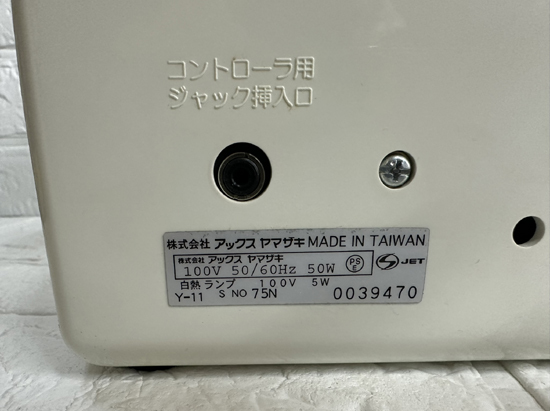 コントローラ用
ジャック挿入口
株式会社 アックス ヤマザキ MADE IN TAIWAN
株式会社 アックス ヤマザキ
100V 50/60Hz 50W PSE JET
白熱 ランプ 100V 5W
Y-11 S NO 75N 0039470